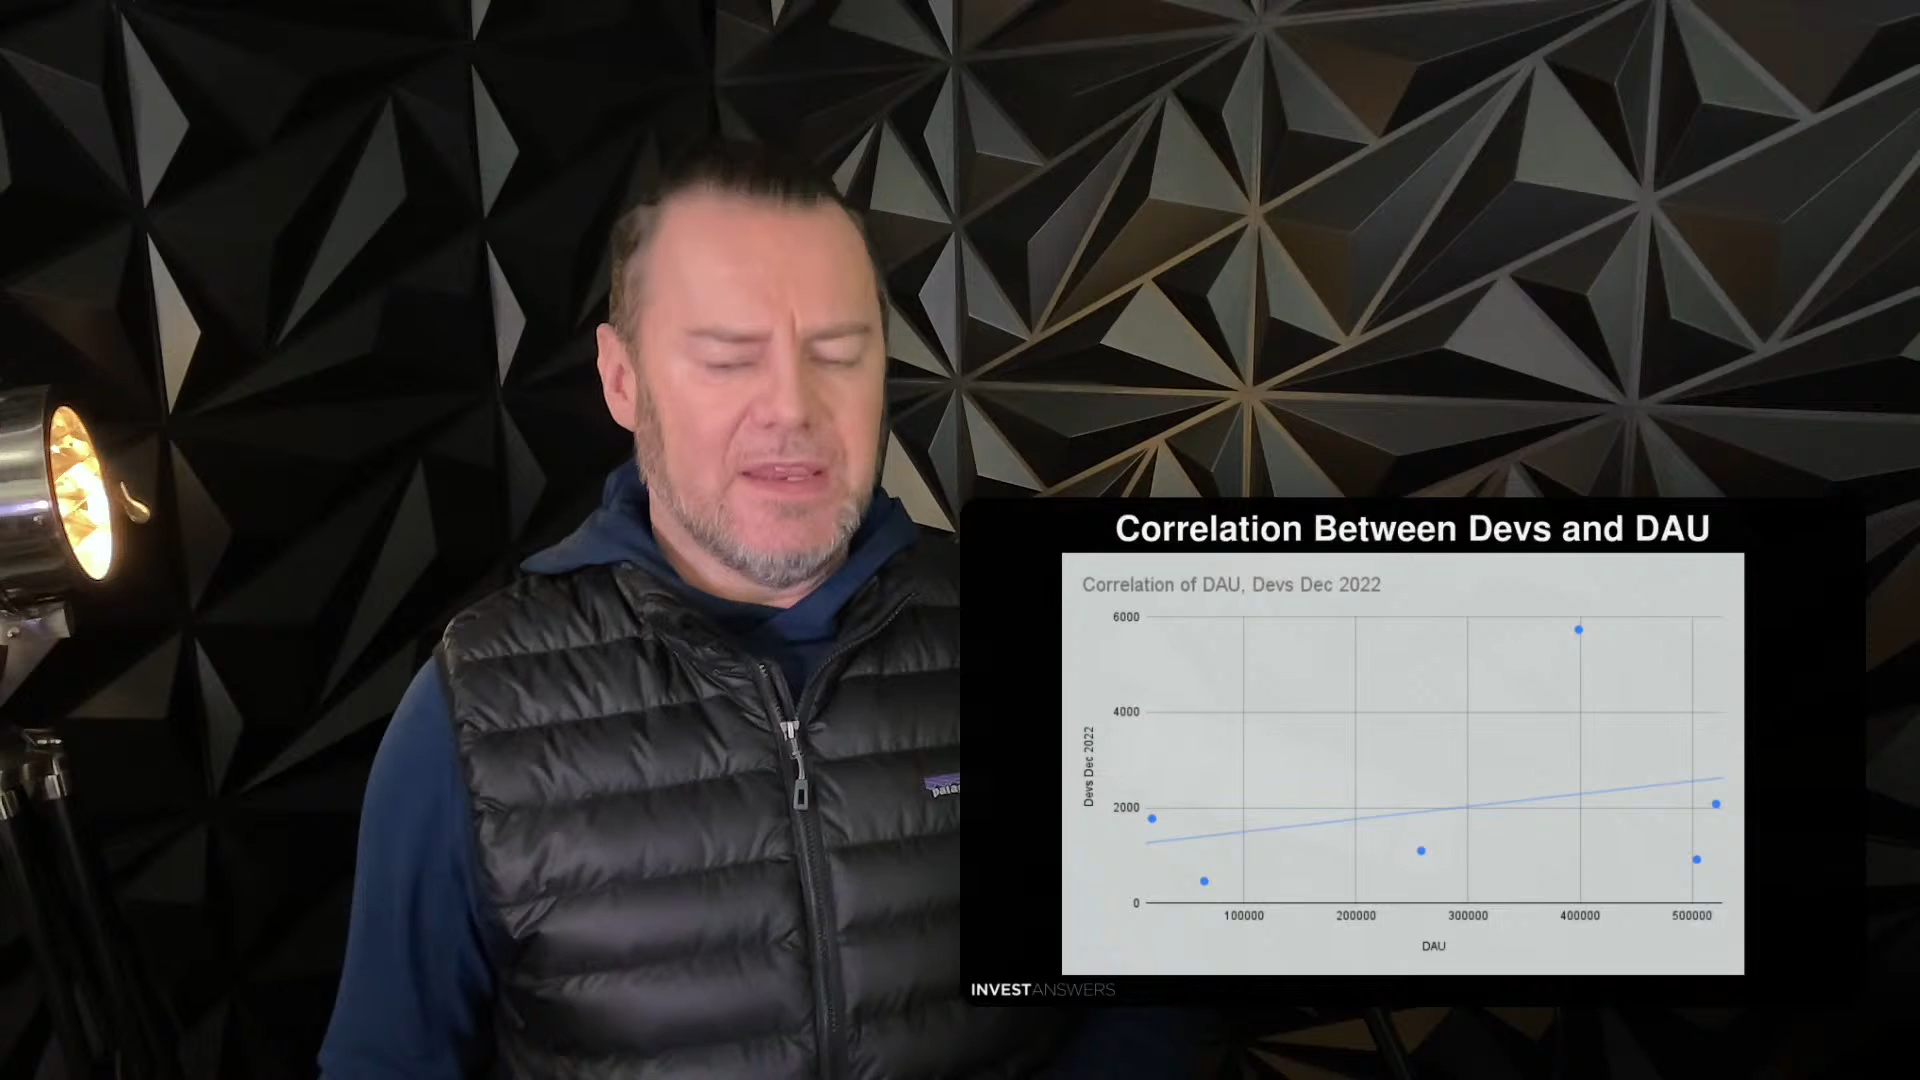 Correlation Between Devs and DAU
Correlation of DAU, Devs Dec 2022
6000
4000
2000
0
Devs Dec 2022
100000 200000 300000 400000 500000
DAU
INVESTANSWERS